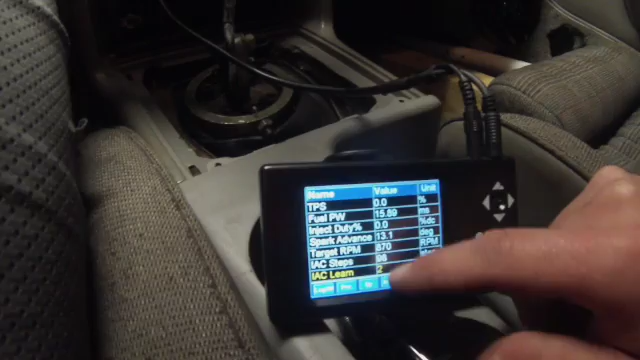 Name Value Unit
TPS 0.0 %
Fuel PW 15.89 ms
Inject Duty% 0.0 %dc
Spark Advance 13.1 deg
Target RPM 870 RPM
IAC Steps 98
IAC Learn 2